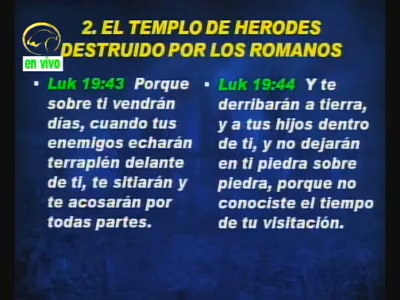 2. EL TEMPLO DE HERODES
DESTRUIDO POR LOS ROMANOS
en vivo
• Luk 19:43 Porque
sobre ti vendrán
días, cuando tus
enemigos echarán
terraplén delante
de ti, te sitiarán y
te acosarán por
todas partes.
• Luk 19:44 Y te
derribarán a tierra,
y a tus hijos dentro
de ti, y no dejarán
en ti piedra sobre
piedra, porque no
conociste el tiempo
de tu visitación.